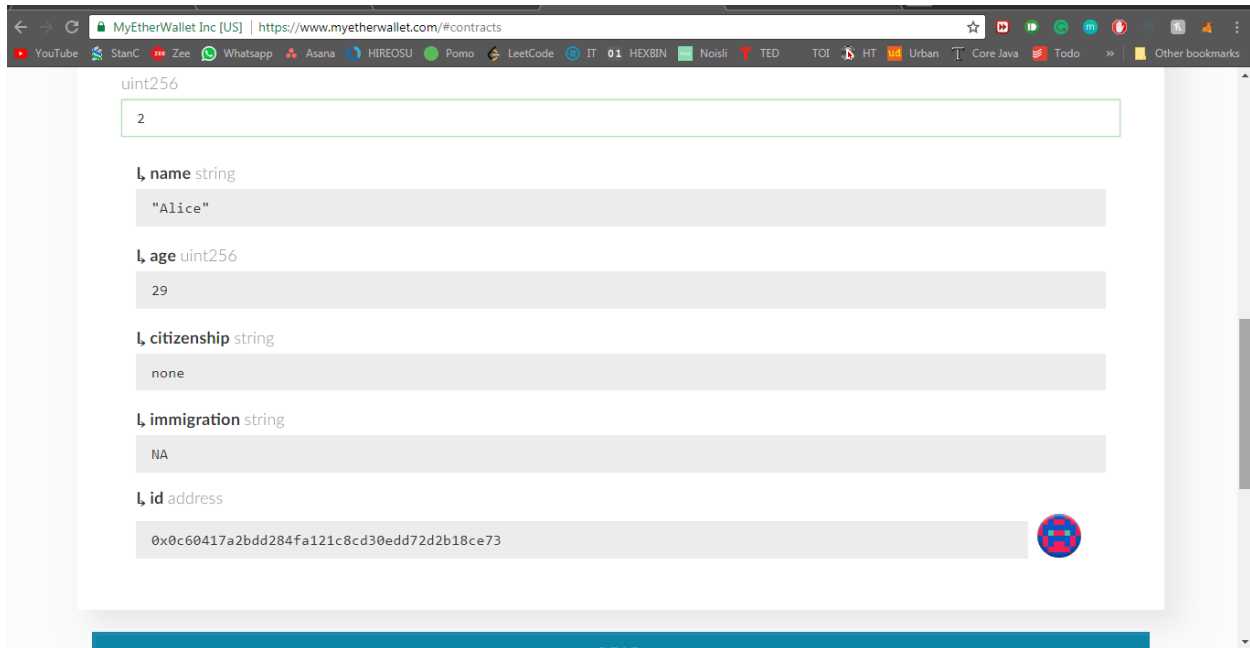 MyEtherWallet Inc [US] | https://www.myetherwallet.com/#contracts
YouTube StanC Zee Whatsapp Asana HIREOSU Pomo LeetCode IT 01 HEXBIN Noisli TED TOI HT Urban Core Java Todo » Other bookmarks
uint256
2
name string
"Alice"
age uint256
29
citizenship string
none
immigration string
NA
id address
0x0c60417a2bdd284fa121c8cd30edd72d2b18ce73